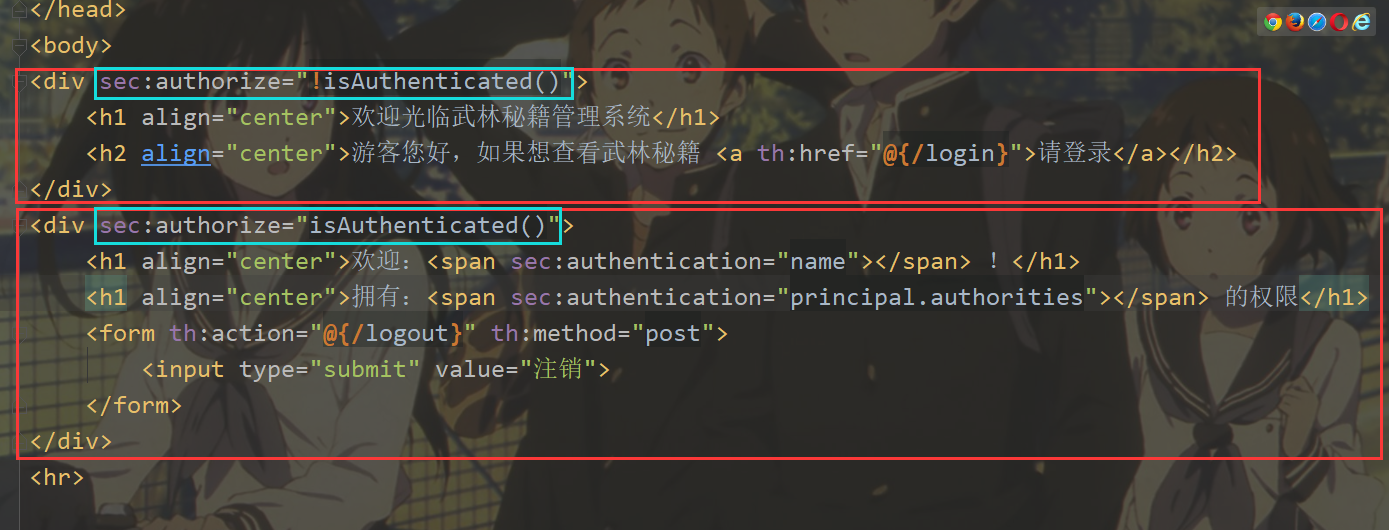 </head>
<body>
<div sec:authorize="!isAuthenticated()">
    <h1 align="center">欢迎光临武林秘籍管理系统</h1>
    <h2 align="center">游客您好，如果想查看武林秘籍 <a th:href="@{/login}">请登录</a></h2>
</div>
<div sec:authorize="isAuthenticated()">
    <h1 align="center">欢迎：<span sec:authentication="name"></span> ！</h1>
    <h1 align="center">拥有：<span sec:authentication="principal.authorities"></span> 的权限</h1>
    <form th:action="@{/logout}" th:method="post">
        <input type="submit" value="注销">
    </form>
</div>
<hr>